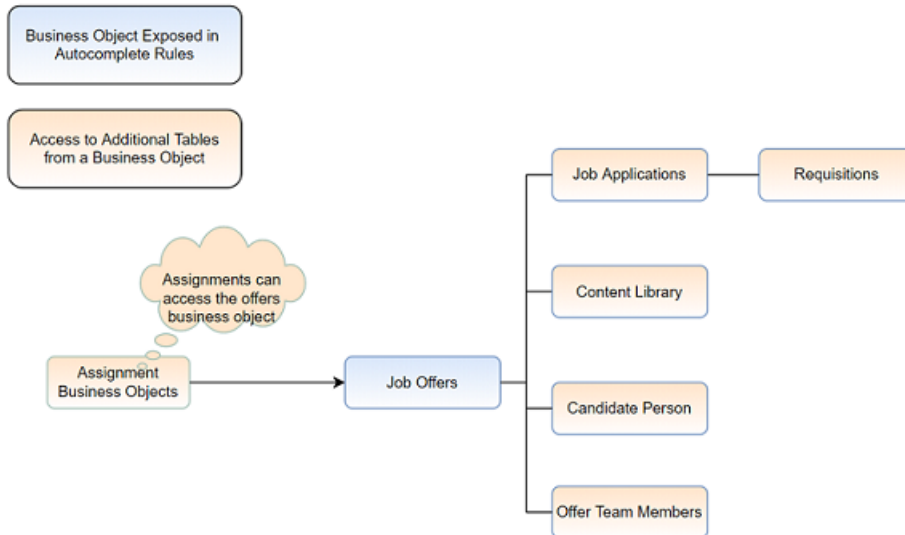 Business Object Exposed in
Autocomplete Rules
Access to Additional Tables
from a Business Object
Job Applications
Requisitions
Assignments can
access the offers
business object
Content Library
Assignment
Business Objects
Job Offers
Candidate Person
Offer Team Members